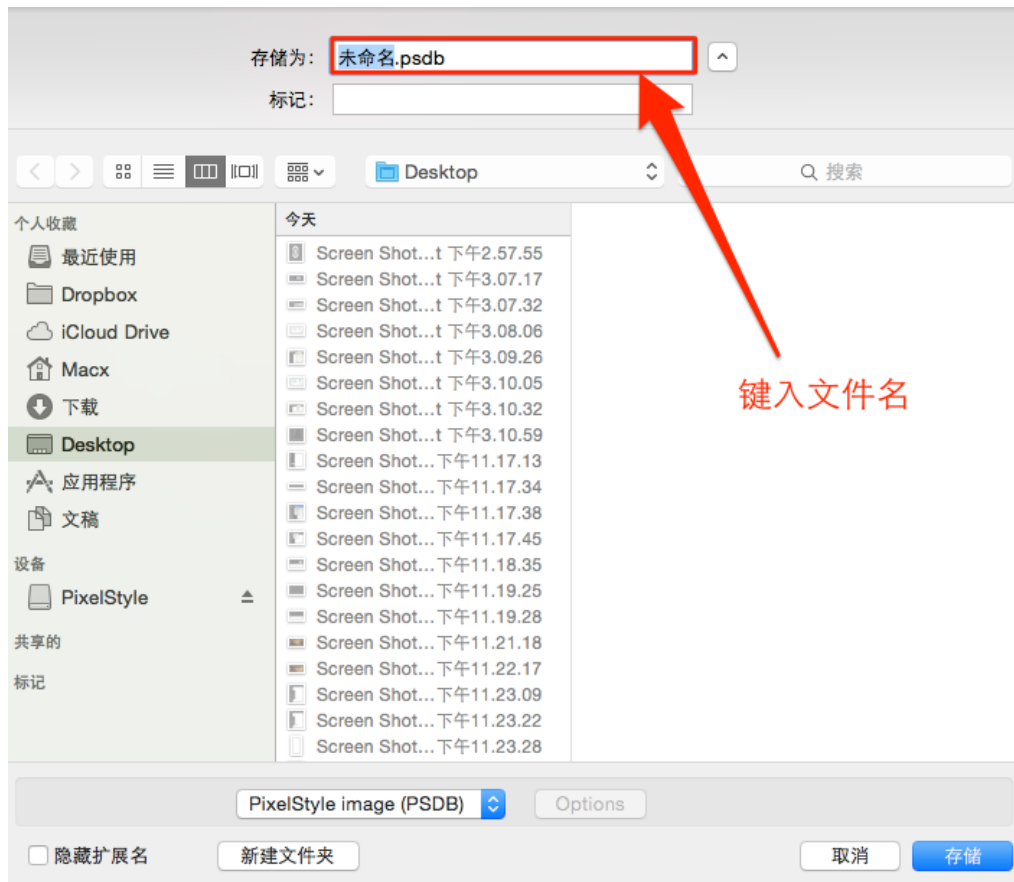 存储为： 未命名.psdb
标记：
Desktop 搜索
个人收藏
最近使用
Dropbox
iCloud Drive
Macx
下载
Desktop
应用程序
文稿
设备
PixelStyle
共享的
标记
今天
Screen Shot...t 下午2.57.55
Screen Shot...t 下午3.07.17
Screen Shot...t 下午3.07.32
Screen Shot...t 下午3.08.06
Screen Shot...t 下午3.09.26
Screen Shot...t 下午3.10.05
Screen Shot...t 下午3.10.32
Screen Shot...t 下午3.10.59
Screen Shot...下午11.17.13
Screen Shot...下午11.17.34
Screen Shot...下午11.17.38
Screen Shot...下午11.17.45
Screen Shot...下午11.18.35
Screen Shot...下午11.19.25
Screen Shot...下午11.19.28
Screen Shot...下午11.21.18
Screen Shot...下午11.22.17
Screen Shot...下午11.23.09
Screen Shot...下午11.23.22
Screen Shot...下午11.23.28
键入文件名
PixelStyle image (PSDB) Options
隐藏扩展名 新建文件夹 取消 存储